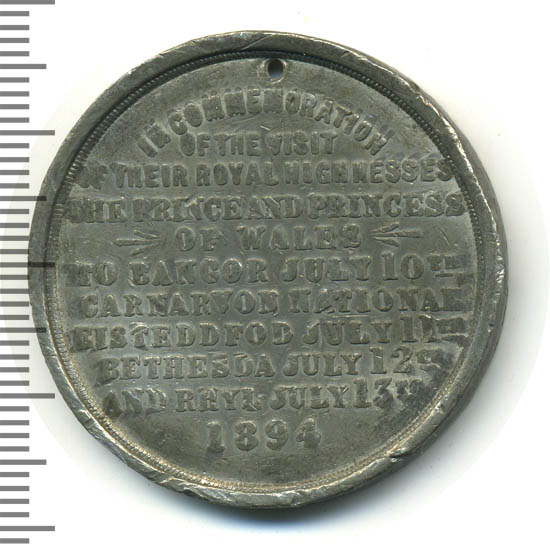 IN COMMEMORATION
OF THE VISIT
OF THEIR ROYAL HIGHNESSES
THE PRINCE AND PRINCESS
OF WALES
TO BANGOR JULY 10TH
CARNARVON NATIONAL
EISTEDDFOD JULY 11TH
BETHESDA JULY 12TH
AND RHYL JULY 13TH
1894